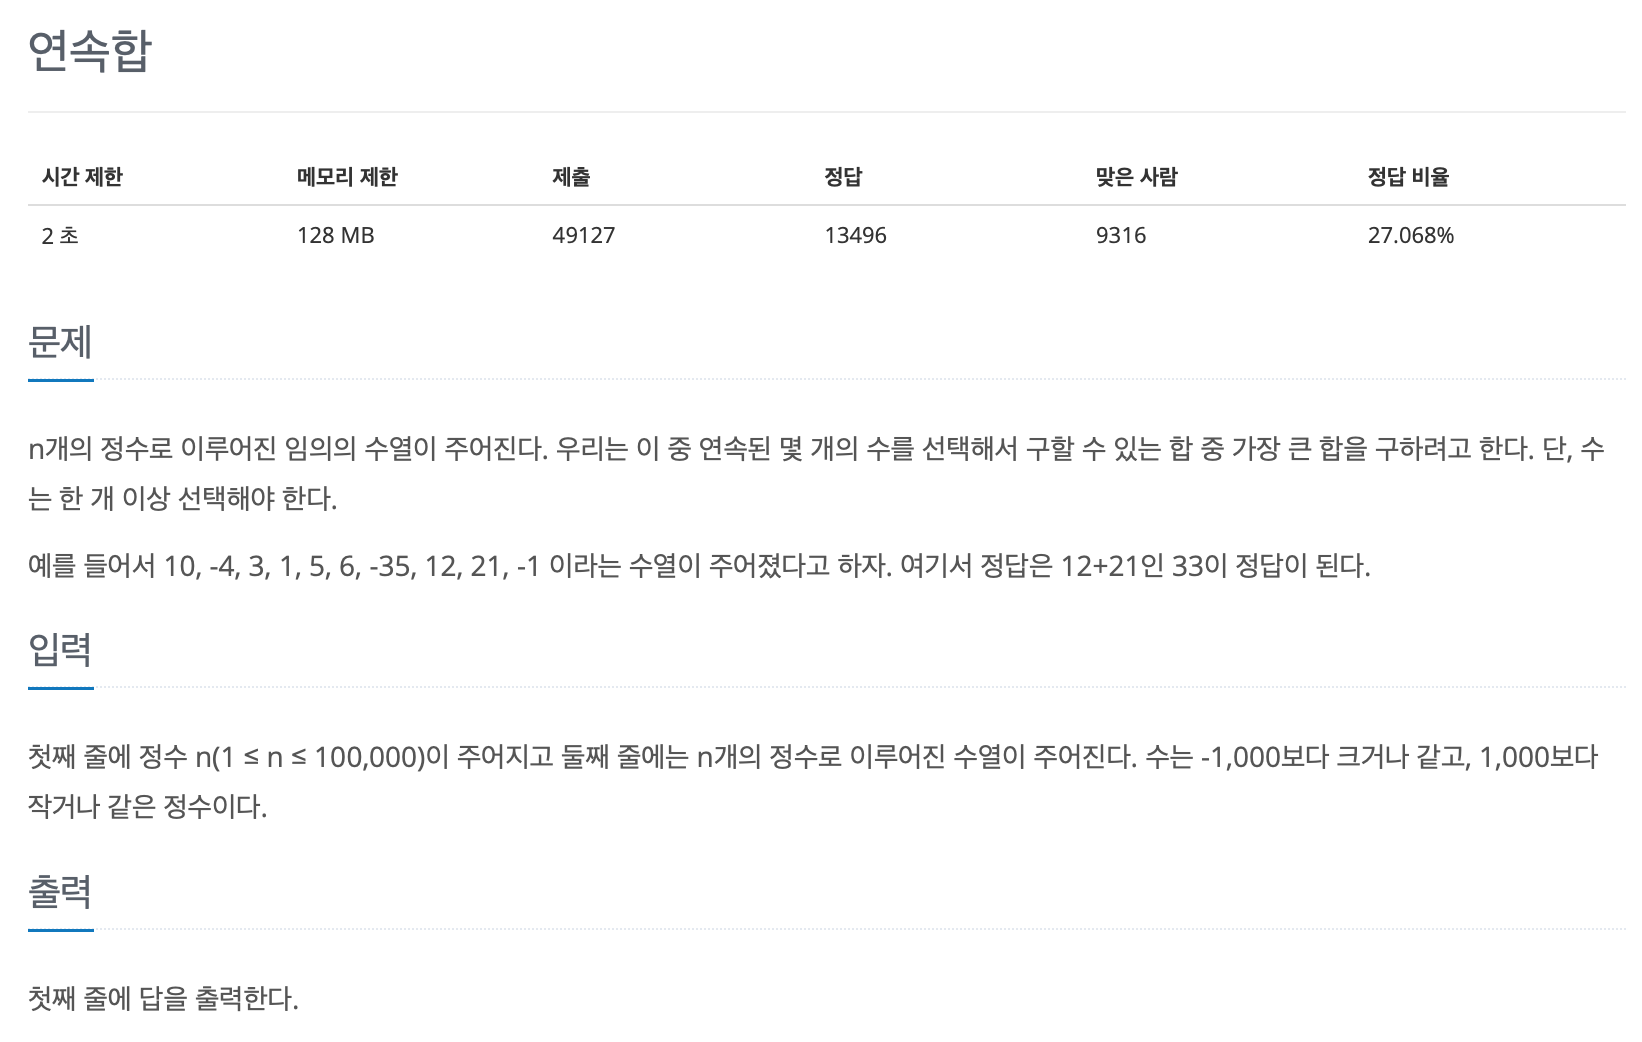 연속합
시간 제한 메모리 제한 제출 정답 맞은 사람 정답 비율
2 초 128 MB 49127 13496 9316 27.068%
문제
n개의 정수로 이루어진 임의의 수열이 주어진다. 우리는 이 중 연속된 몇 개의 수를 선택해서 구할 수 있는 합 중 가장 큰 합을 구하려고 한다. 단, 수
는 한 개 이상 선택해야 한다.
예를 들어서 10, -4, 3, 1, 5, 6, -35, 12, 21, -1 이라는 수열이 주어졌다고 하자. 여기서 정답은 12+21인 33이 정답이 된다.
입력
첫째 줄에 정수 n(1 ≤ n ≤ 100,000)이 주어지고 둘째 줄에는 n개의 정수로 이루어진 수열이 주어진다. 수는 -1,000보다 크거나 같고, 1,000보다
작거나 같은 정수이다.
출력
첫째 줄에 답을 출력한다.